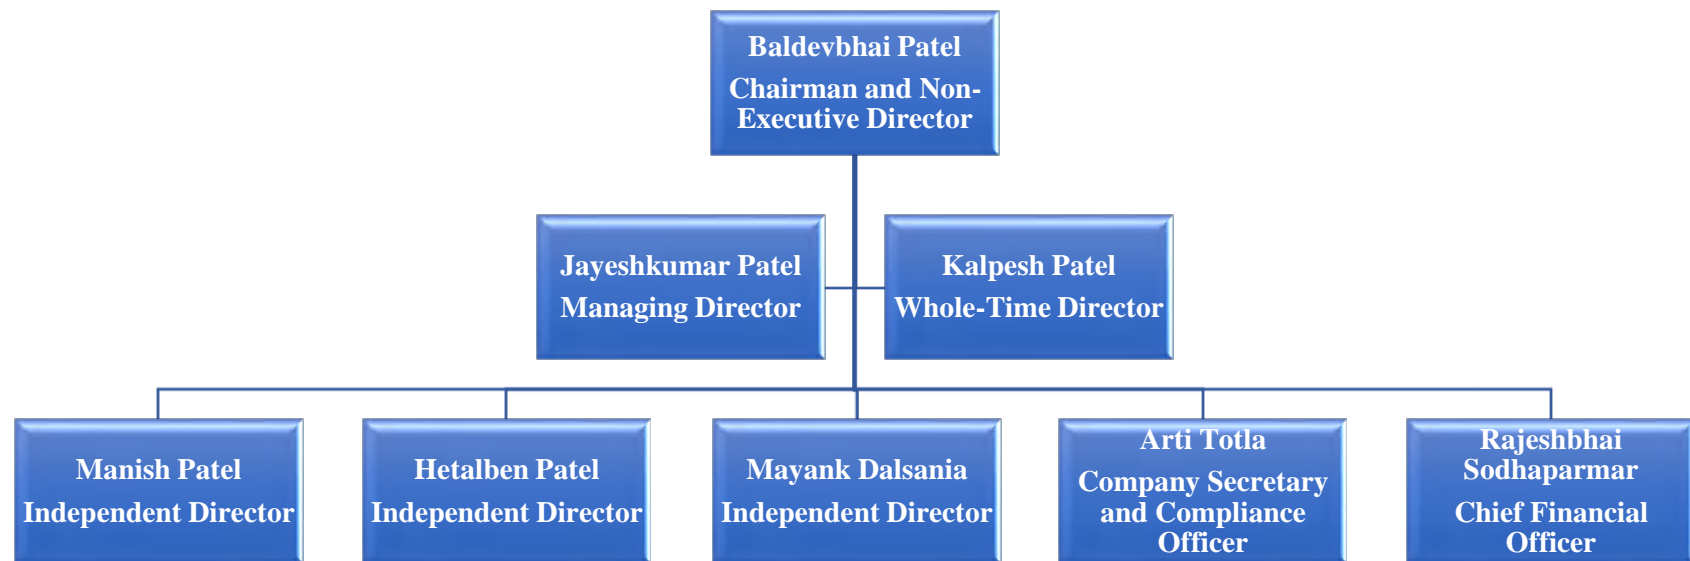 Baldevbhai Patel
Chairman and Non-
Executive Director
Jayeshkumar Patel
Managing Director
Kalpesh Patel
Whole-Time Director
Manish Patel
Independent Director
Hetalben Patel
Independent Director
Mayank Dalsania
Independent Director
Arti Totla
Company Secretary
and Compliance
Officer
Rajeshbhai
Sodhaparmar
Chief Financial
Officer